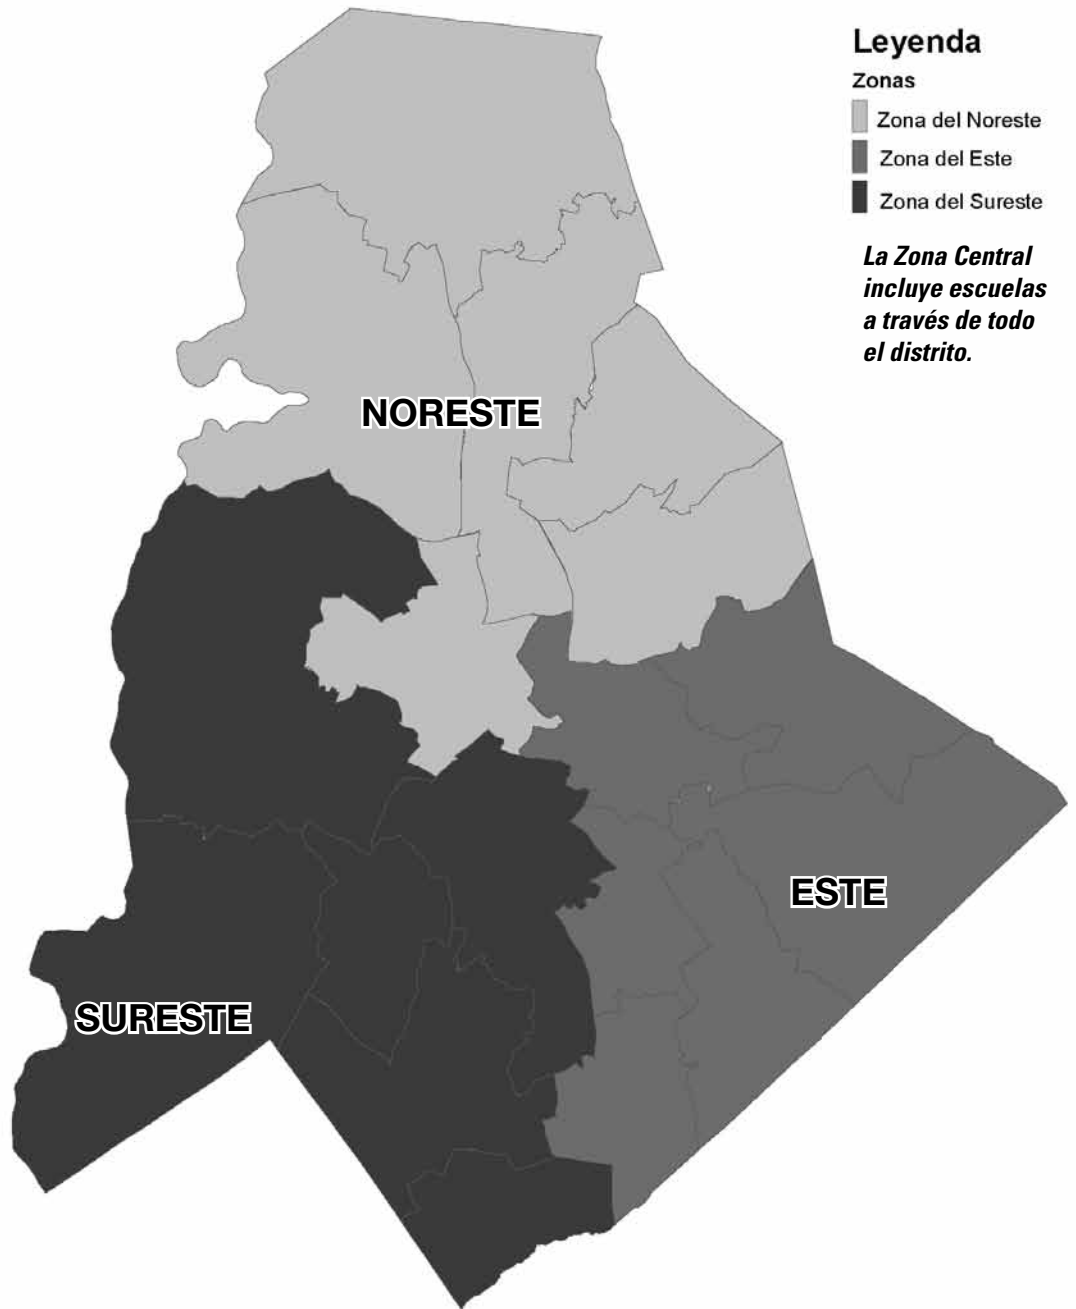 Leyenda
Zonas
Zona del Noreste
Zona del Este
Zona del Sureste
La Zona Central
incluye escuelas
a través de todo
el distrito.
NORESTE
ESTE
SURESTE